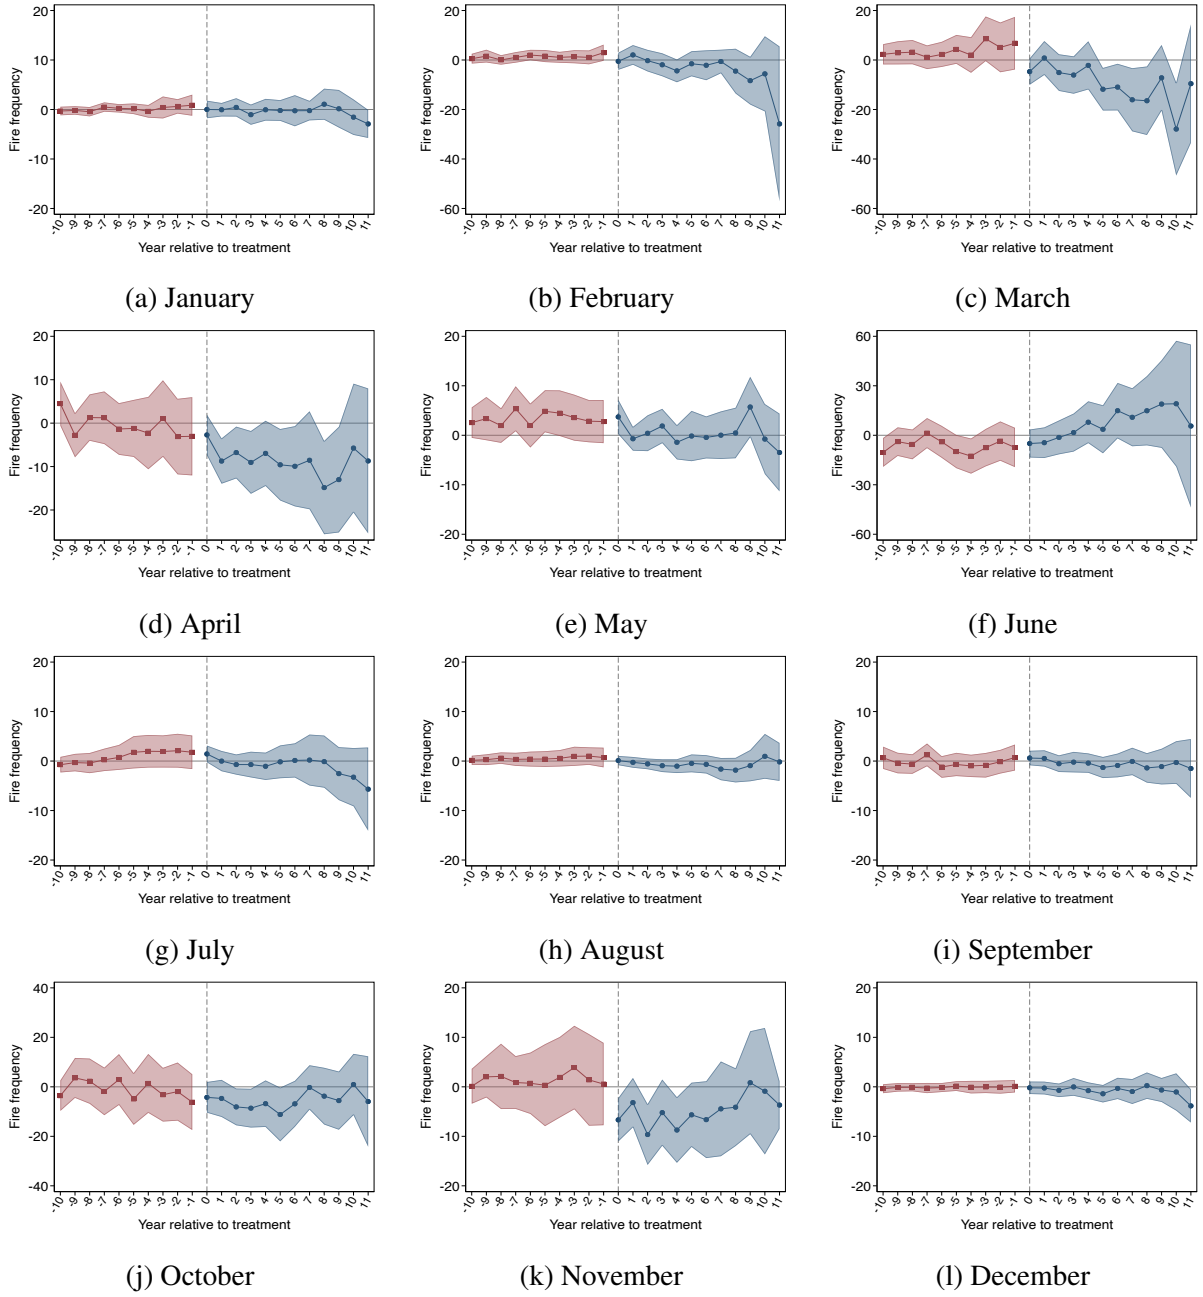 20
10
0
-10
-20
Fire frequency
-10 -9 -8 -7 -6 -5 -4 -3 -2 -1 0 1 2 3 4 5 6 7 8 9 10 11
Year relative to treatment
(a) January
20
0
-20
-40
-60
Fire frequency
-10 -9 -8 -7 -6 -5 -4 -3 -2 -1 0 1 2 3 4 5 6 7 8 9 10 11
Year relative to treatment
(b) February
20
0
-20
-40
-60
Fire frequency
-10 -9 -8 -7 -6 -5 -4 -3 -2 -1 0 1 2 3 4 5 6 7 8 9 10 11
Year relative to treatment
(c) March
20
10
0
-10
-20
Fire frequency
-10 -9 -8 -7 -6 -5 -4 -3 -2 -1 0 1 2 3 4 5 6 7 8 9 10 11
Year relative to treatment
(d) April
20
10
0
-10
-20
Fire frequency
-10 -9 -8 -7 -6 -5 -4 -3 -2 -1 0 1 2 3 4 5 6 7 8 9 10 11
Year relative to treatment
(e) May
60
30
0
-30
-60
Fire frequency
-10 -9 -8 -7 -6 -5 -4 -3 -2 -1 0 1 2 3 4 5 6 7 8 9 10 11
Year relative to treatment
(f) June
20
10
0
-10
-20
Fire frequency
-10 -9 -8 -7 -6 -5 -4 -3 -2 -1 0 1 2 3 4 5 6 7 8 9 10 11
Year relative to treatment
(g) July
20
10
0
-10
-20
Fire frequency
-10 -9 -8 -7 -6 -5 -4 -3 -2 -1 0 1 2 3 4 5 6 7 8 9 10 11
Year relative to treatment
(h) August
20
10
0
-10
-20
Fire frequency
-10 -9 -8 -7 -6 -5 -4 -3 -2 -1 0 1 2 3 4 5 6 7 8 9 10 11
Year relative to treatment
(i) September
40
20
0
-20
-40
Fire frequency
-10 -9 -8 -7 -6 -5 -4 -3 -2 -1 0 1 2 3 4 5 6 7 8 9 10 11
Year relative to treatment
(j) October
20
10
0
-10
-20
Fire frequency
-10 -9 -8 -7 -6 -5 -4 -3 -2 -1 0 1 2 3 4 5 6 7 8 9 10 11
Year relative to treatment
(k) November
20
10
0
-10
-20
Fire frequency
-10 -9 -8 -7 -6 -5 -4 -3 -2 -1 0 1 2 3 4 5 6 7 8 9 10 11
Year relative to treatment
(l) December